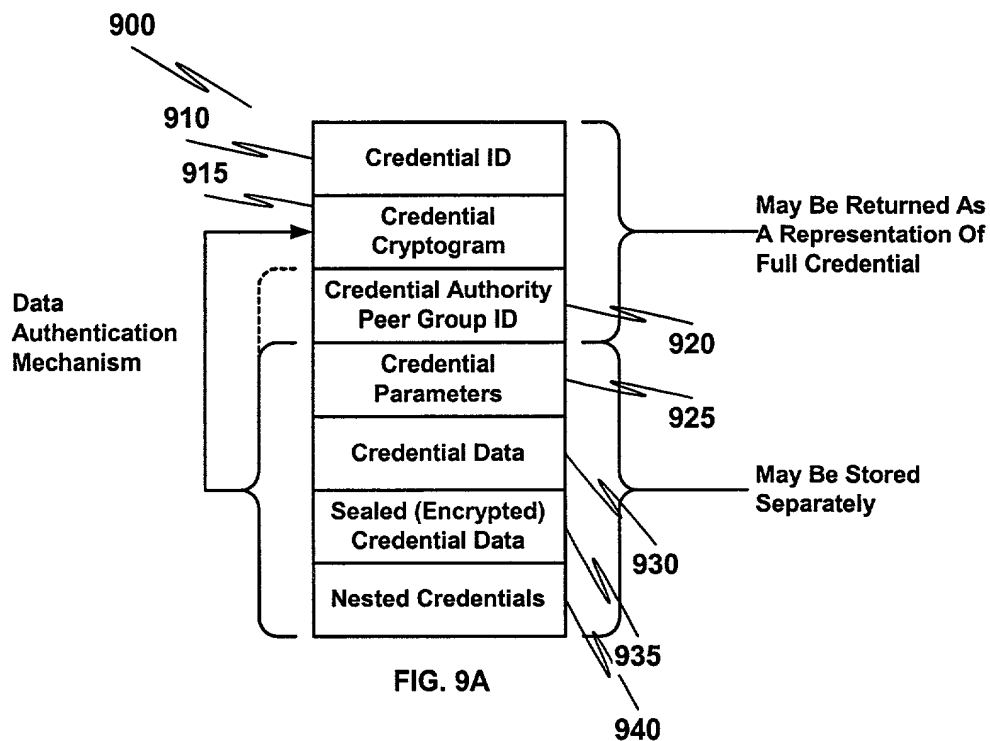 900
910
915
Credential ID
Credential
Cryptogram
Credential Authority
Peer Group ID
Credential
Parameters
Credential Data
Sealed (Encrypted)
Credential Data
Nested Credentials
Data
Authentication
Mechanism
May Be Returned As
A Representation Of
Full Credential
920
925
May Be Stored
Separately
930
935
940
FIG. 9A